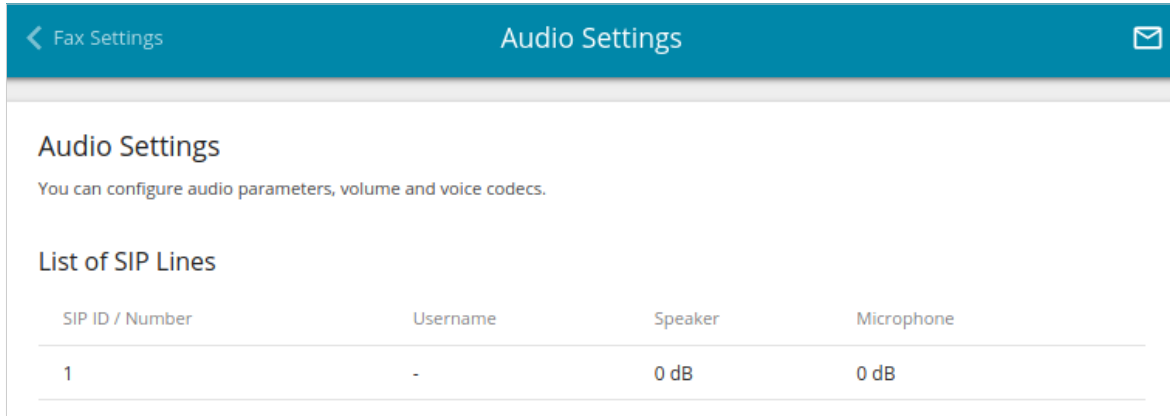 Fax Settings Audio Settings
Audio Settings
You can configure audio parameters, volume and voice codecs.
List of SIP Lines
SIP ID / Number Username Speaker Microphone
1 - 0 dB 0 dB